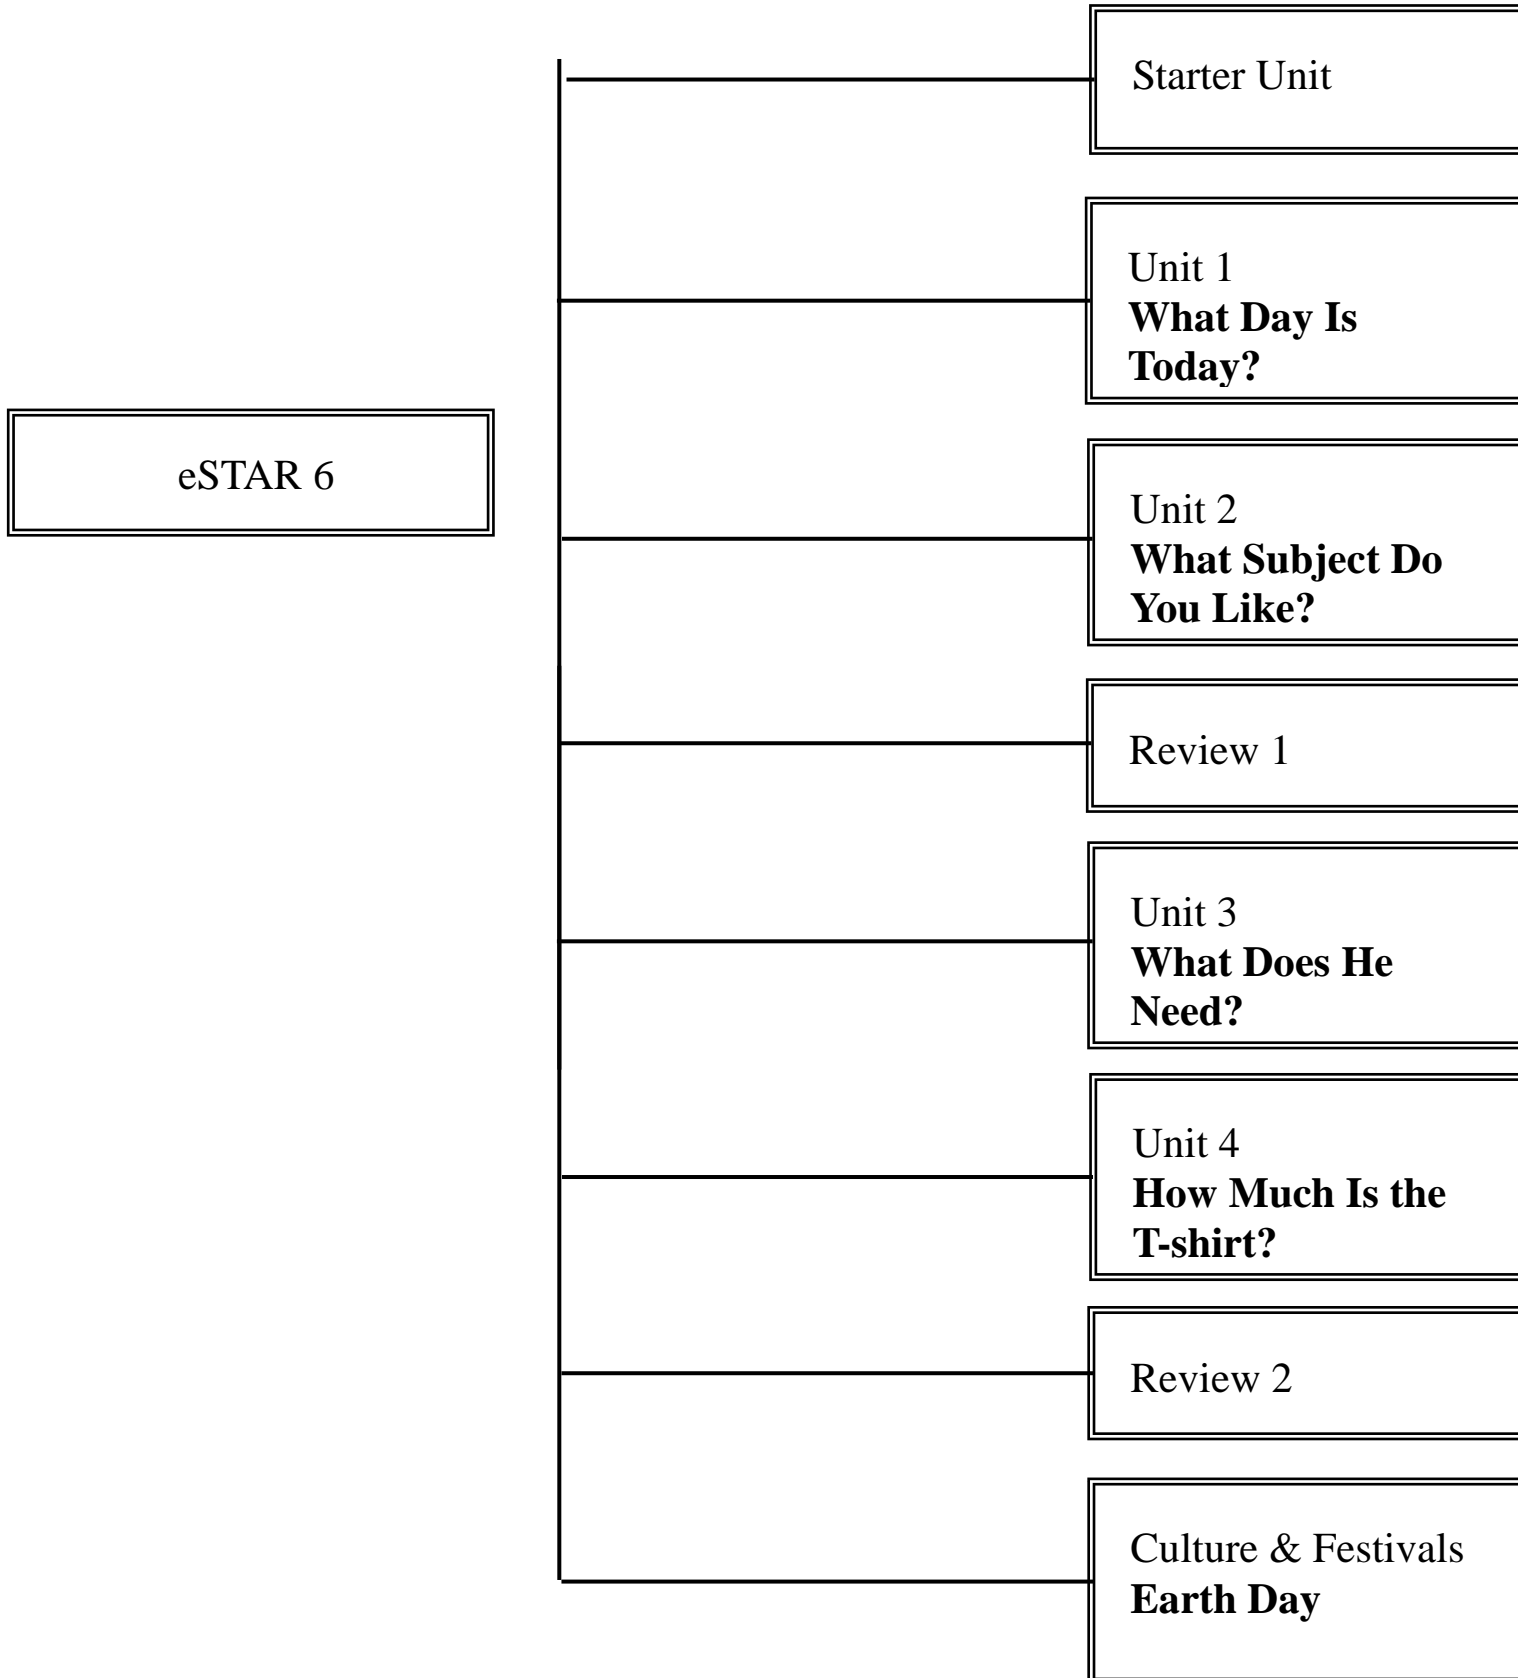 eSTAR 6
Starter Unit
Unit 1
What Day Is
Today?
Unit 2
What Subject Do
You Like?
Review 1
Unit 3
What Does He
Need?
Unit 4
How Much Is the
T-shirt?
Review 2
Culture & Festivals
Earth Day